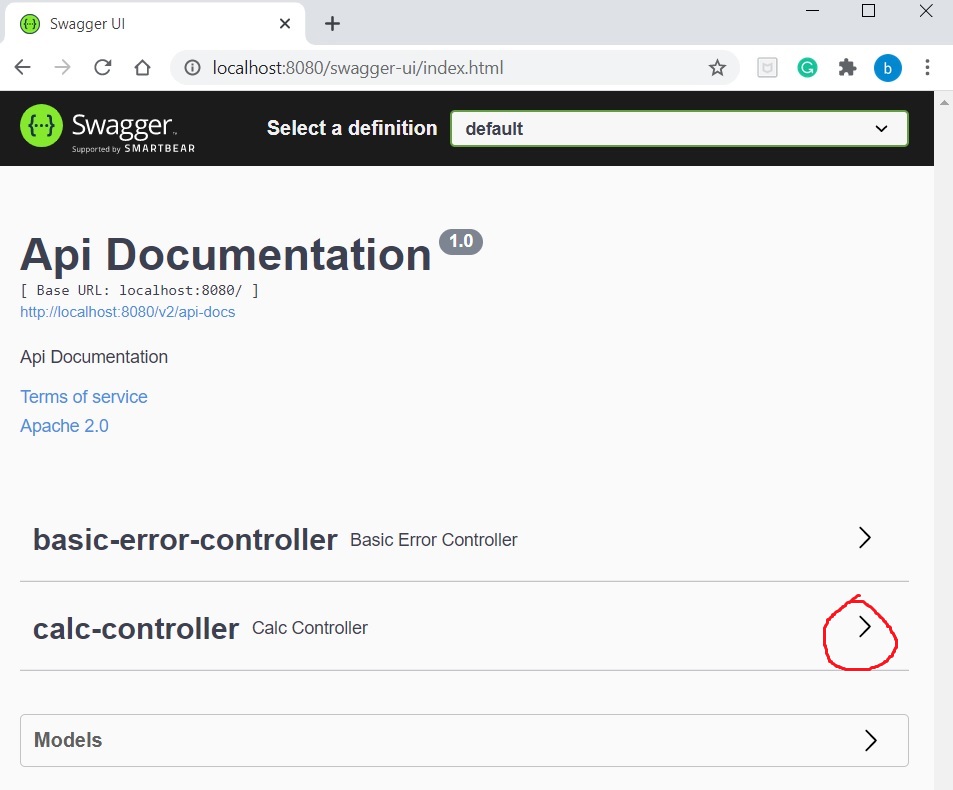 Swagger UI
localhost:8080/swagger-ui/index.html
G
b
{···}
Swagger™
Supported by SMARTBEAR
Select a definition
default
Api Documentation 1.0
[ Base URL: localhost:8080/ ]
http://localhost:8080/v2/api-docs
Api Documentation
Terms of service
Apache 2.0
basic-error-controller Basic Error Controller
calc-controller Calc Controller
Models